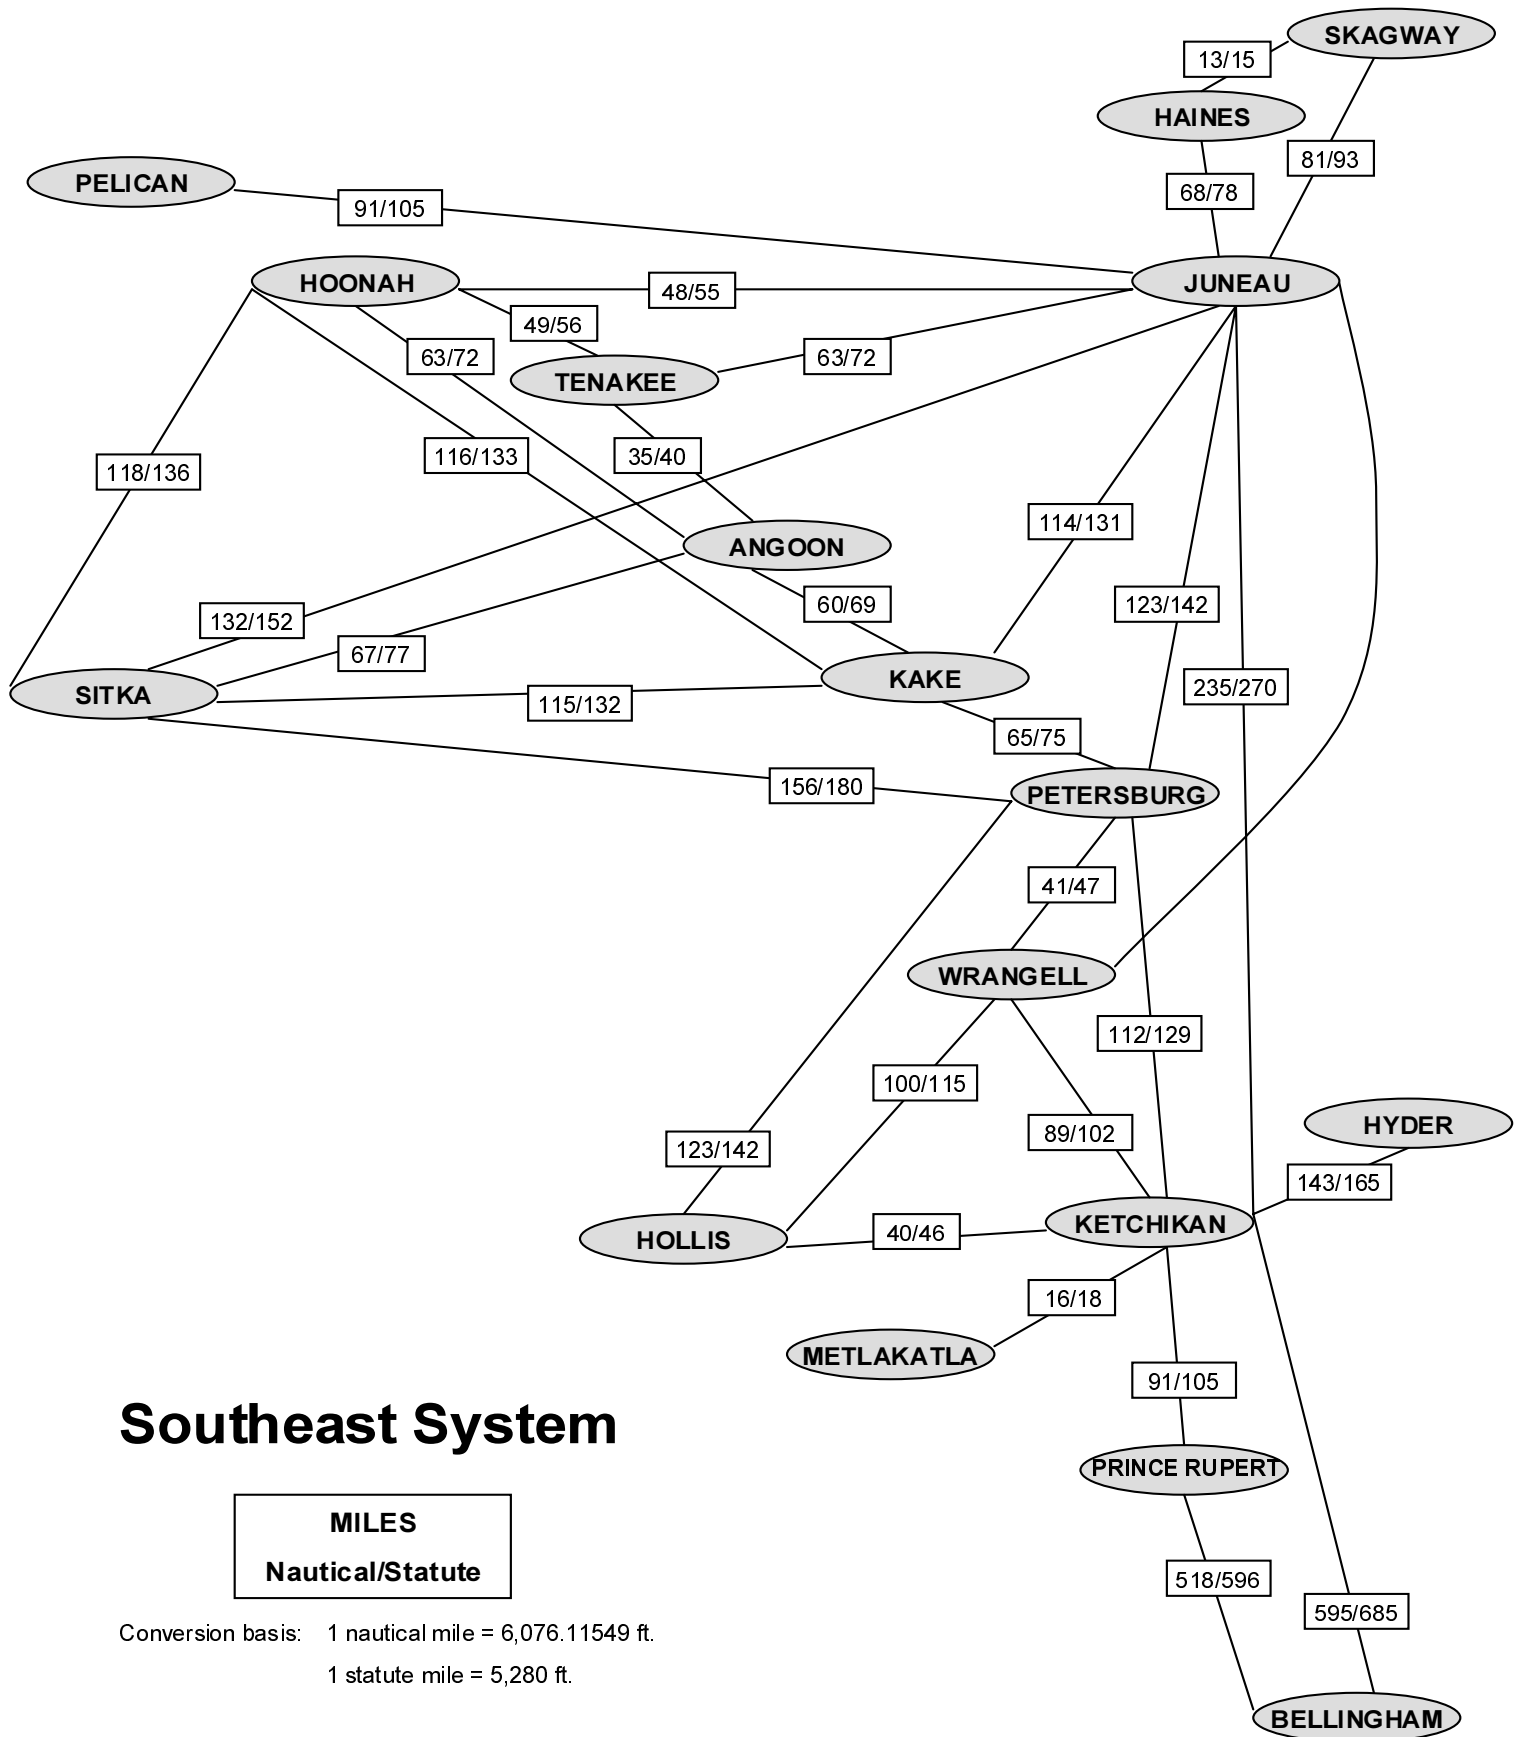 SKAGWAY
13/15
HAINES
81/93
PELICAN
68/78
91/105
HOONAH
JUNEAU
48/55
49/56
63/72
63/72
TENAKEE
116/133
35/40
118/136
114/131
ANGOON
60/69
123/142
132/152
67/77
KAKE
SITKA
235/270
115/132
65/75
156/180
PETERSBURG
41/47
WRANGELL
112/129
100/115
89/102
HYDER
123/142
143/165
KETCHIKAN
HOLLIS
40/46
16/18
METLAKATLA
91/105
Southeast System
PRINCE RUPERT
MILES
Nautical/Statute
518/596
595/685
Conversion basis: 1 nautical mile = 6,076.11549 ft.
1 statute mile = 5,280 ft.
BELLINGHAM